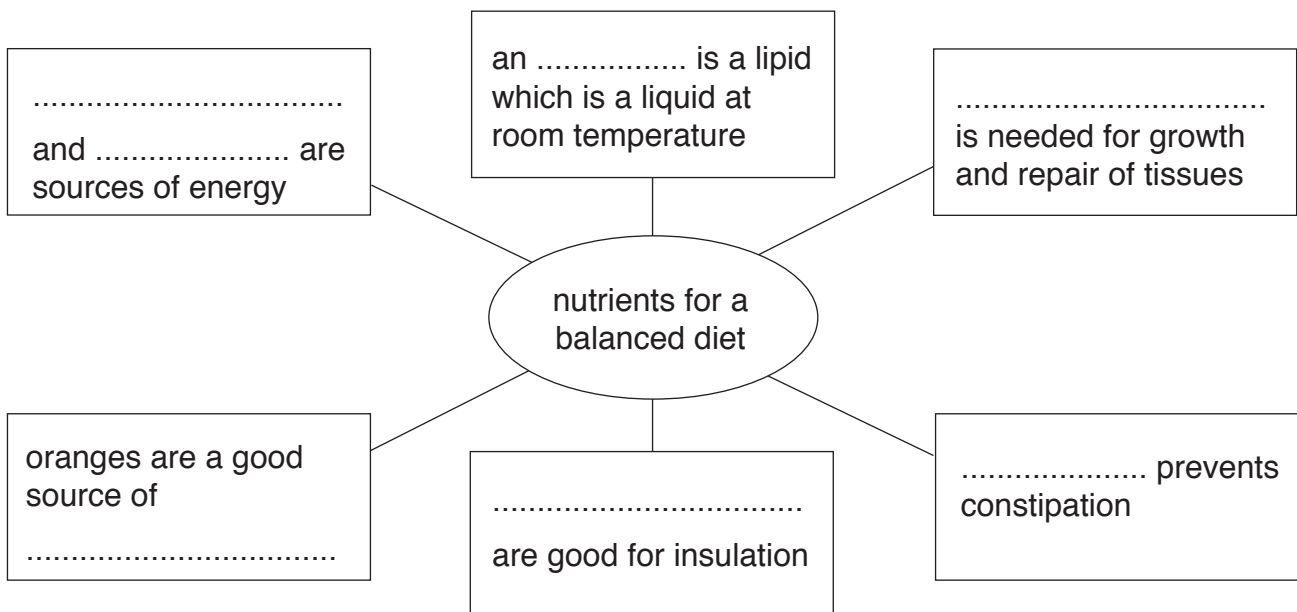 ...................................
and ...................... are
sources of energy
an ................. is a lipid
which is a liquid at
room temperature
...................................
is needed for growth
and repair of tissues
nutrients for a
balanced diet
oranges are a good
source of
...................................
...................................
are good for insulation
..................... prevents
constipation